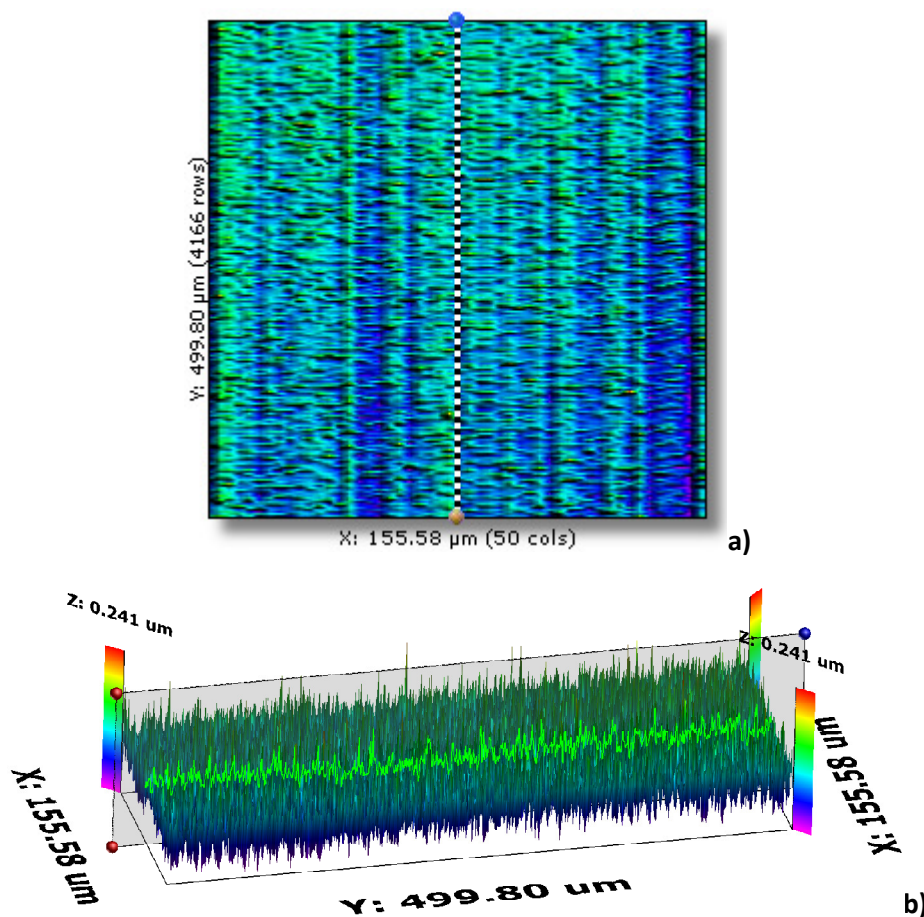 Y: 499.80 µm (4166 rows)
X: 155.58 µm (50 cols)
a)
Z: 0.241 um
Z: 0.241 um
X: 155.58 um
X: 155.58 um
Y: 499.80 um
b)